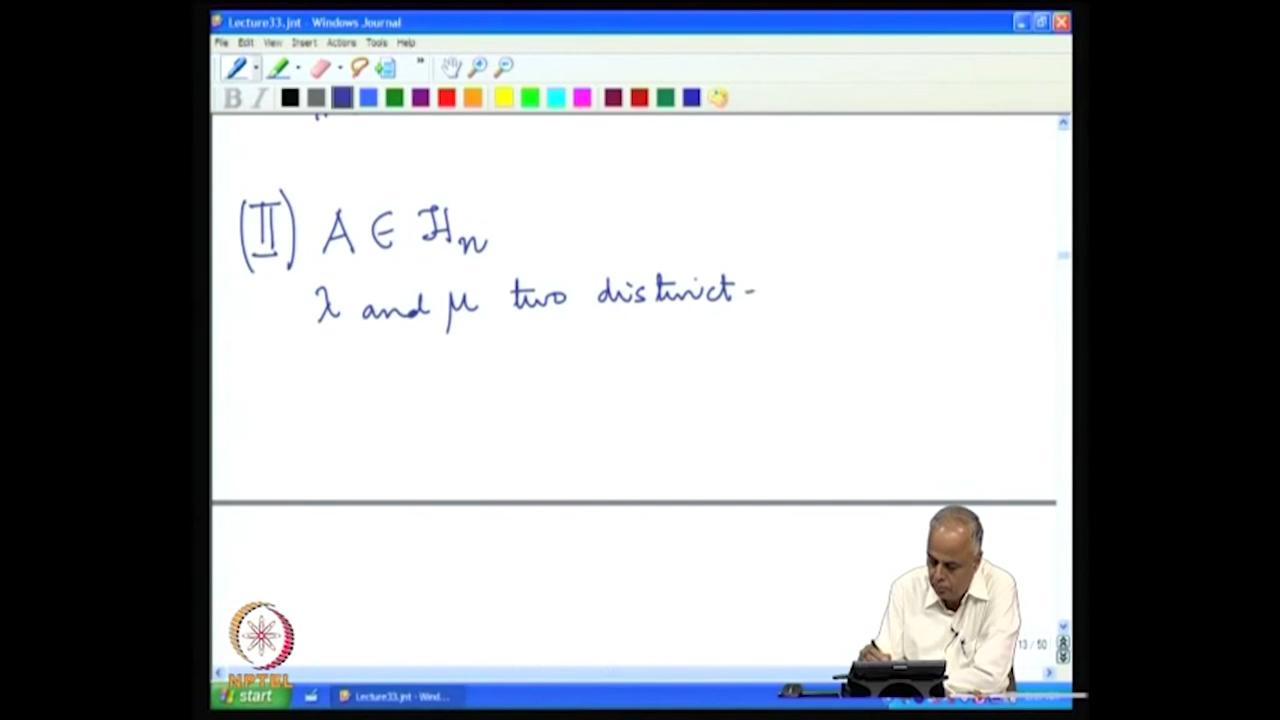 Lecture33.jnt - Windows Journal
File Edit View Insert Actions Tools Help
B I
(II) A ∈ ℋn
λ and μ two distinct -
13 / 50
NPTEL
start Lecture33.jnt - Wind...